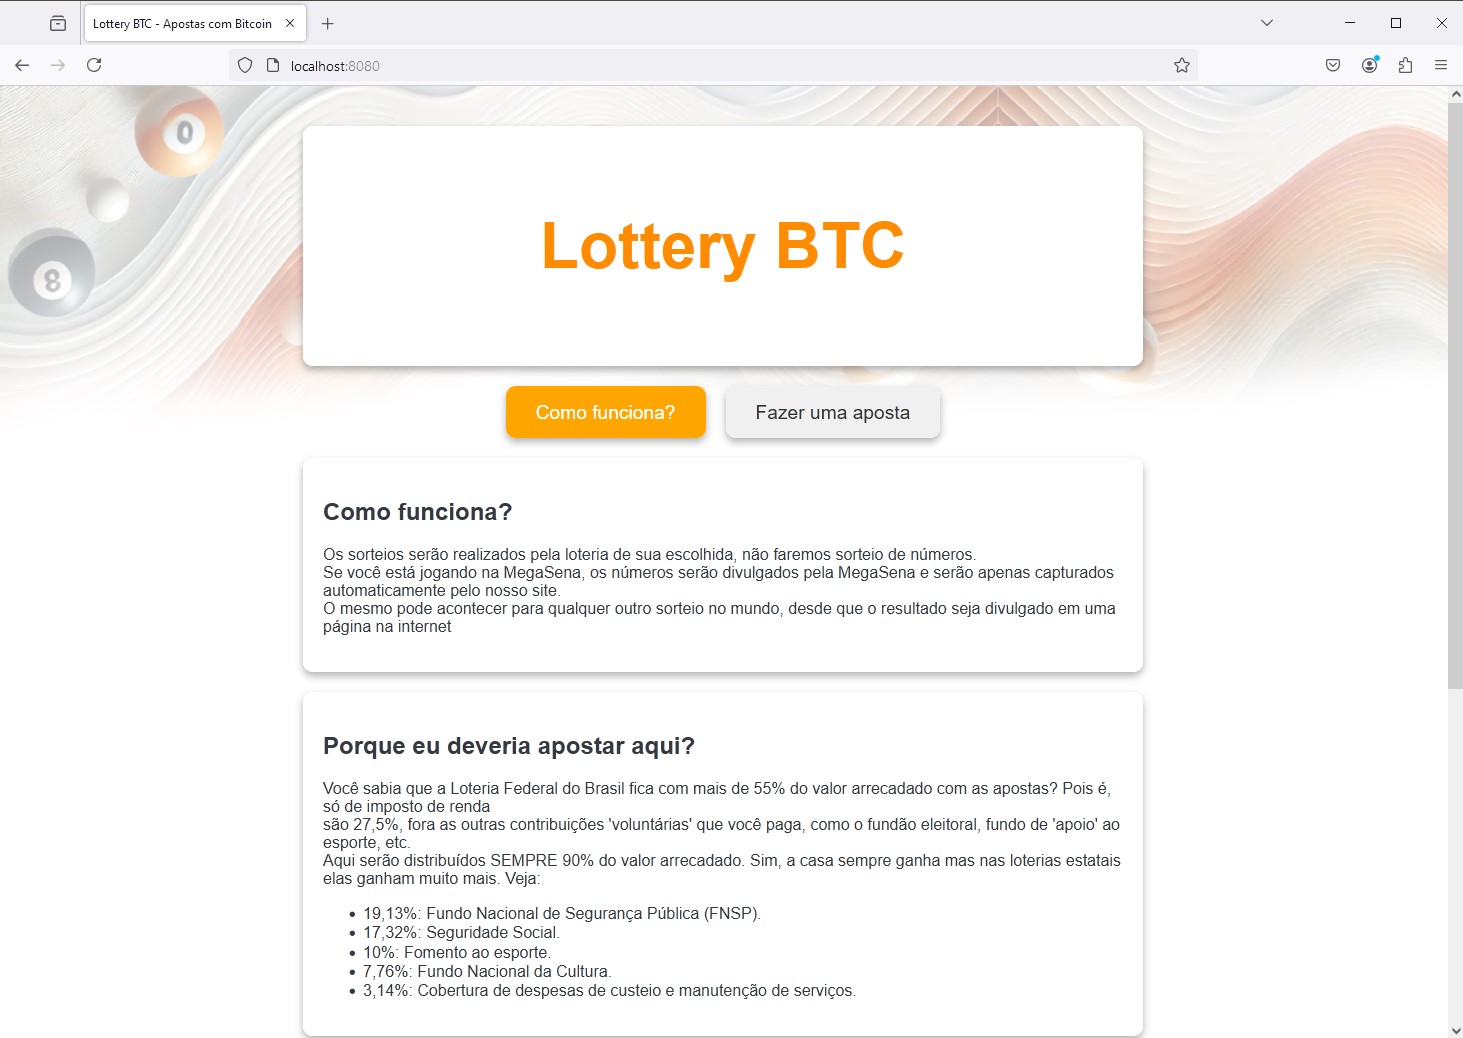 Lottery BTC - Apostas com Bitcoin
localhost:8080
0
8
Lottery BTC
Como funciona?
Fazer uma aposta
Como funciona?
Os sorteios serão realizados pela loteria de sua escolhida, não faremos sorteio de números.
Se você está jogando na MegaSena, os números serão divulgados pela MegaSena e serão apenas capturados
automaticamente pelo nosso site.
O mesmo pode acontecer para qualquer outro sorteio no mundo, desde que o resultado seja divulgado em uma
página na internet
Porque eu deveria apostar aqui?
Você sabia que a Loteria Federal do Brasil fica com mais de 55% do valor arrecadado com as apostas? Pois é,
só de imposto de renda
são 27,5%, fora as outras contribuições 'voluntárias' que você paga, como o fundão eleitoral, fundo de 'apoio' ao
esporte, etc.
Aqui serão distribuídos SEMPRE 90% do valor arrecadado. Sim, a casa sempre ganha mas nas loterias estatais
elas ganham muito mais. Veja:
• 19,13%: Fundo Nacional de Segurança Pública (FNSP).
• 17,32%: Seguridade Social.
• 10%: Fomento ao esporte.
• 7,76%: Fundo Nacional da Cultura.
• 3,14%: Cobertura de despesas de custeio e manutenção de serviços.